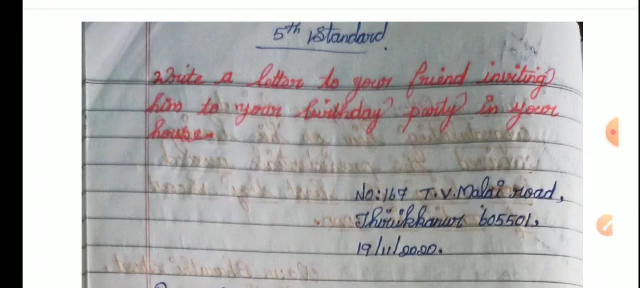 5th Standard
Write a letter to your friend inviting
him to your birthday party in your
house.
No:167 T.V.Malai road,
Thirukkanur 605501,
19/11/2020.